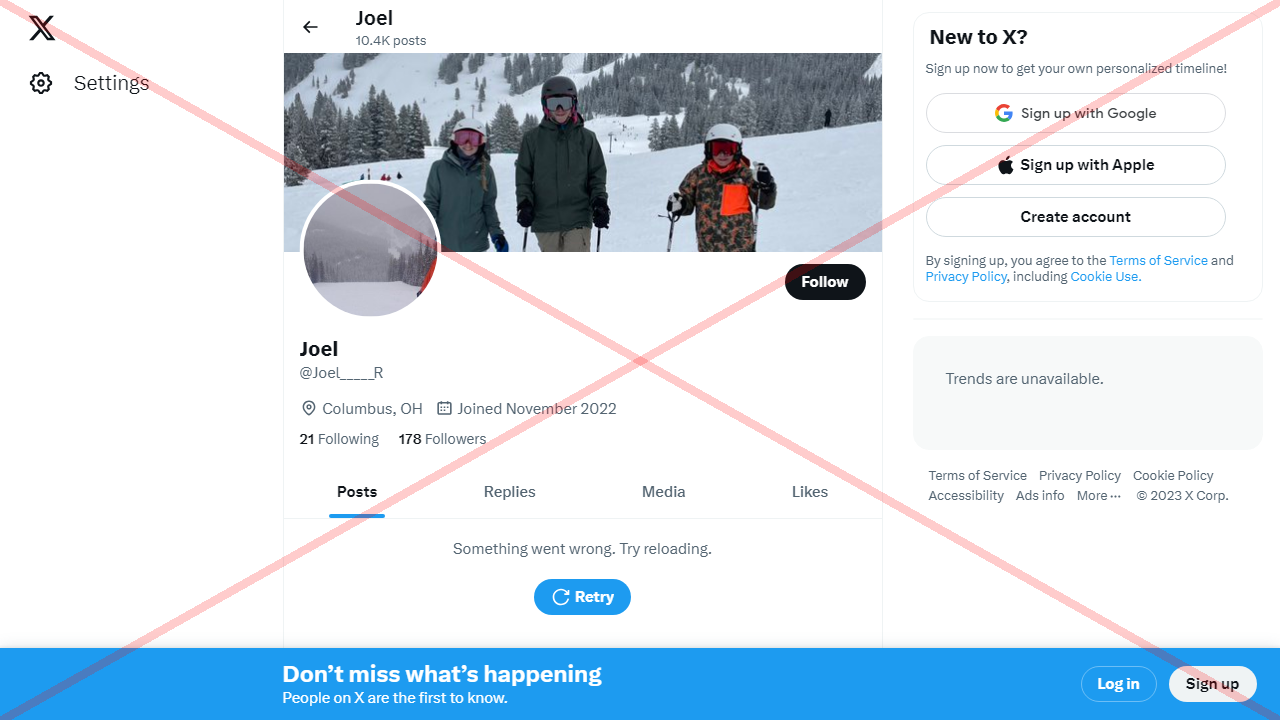 Settings
Joel
10.4K posts
Follow
Joel
@Joel_____R
Columbus, OH Joined November 2022
21 Following 178 Followers
Posts Replies Media Likes
Something went wrong. Try reloading.
Retry
New to X?
Sign up now to get your own personalized timeline!
Sign up with Google
Sign up with Apple
Create account
By signing up, you agree to the Terms of Service and
Privacy Policy, including Cookie Use.
Trends are unavailable.
Terms of Service Privacy Policy Cookie Policy
Accessibility Ads info More ··· © 2023 X Corp.
Don’t miss what’s happening
People on X are the first to know.
Log in Sign up